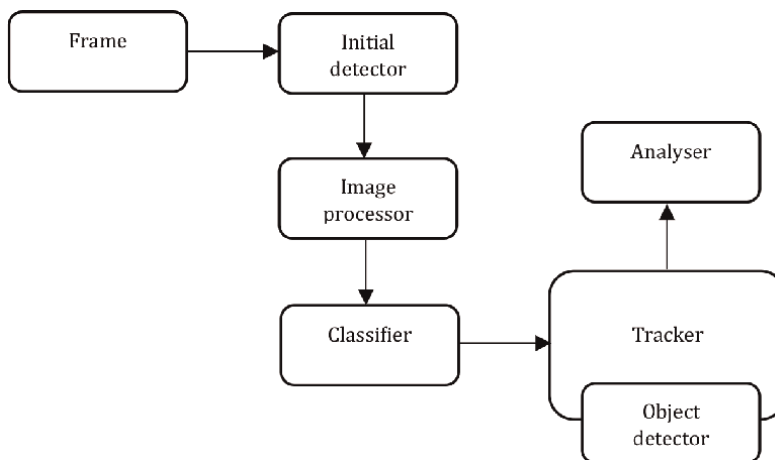 Frame
Initial
detector
Image
processor
Classifier
Analyser
Tracker
Object
detector